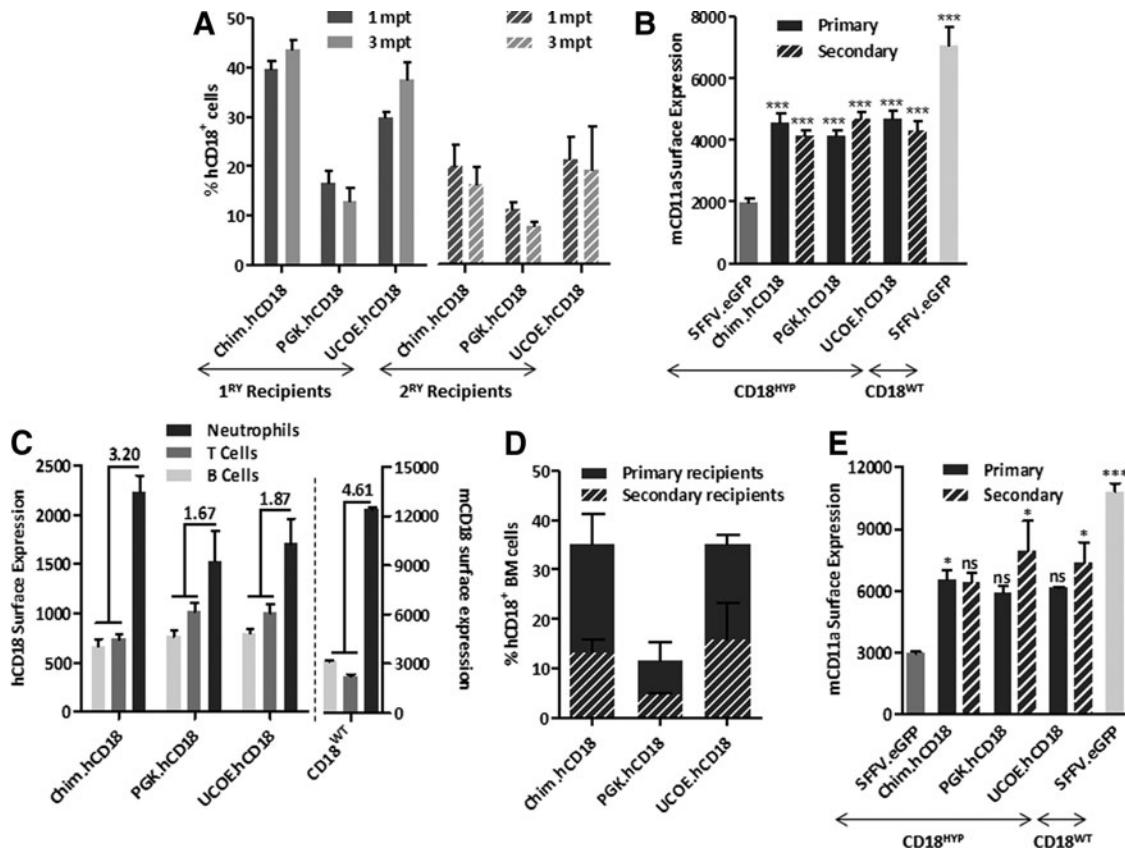 A
% hCD18⁺ cells
50
40
30
20
10
0
1 mpt
3 mpt
1 mpt
3 mpt
Chim.hCD18
PGK.hCD18
UCOE.hCD18
Chim.hCD18
PGK.hCD18
UCOE.hCD18
1ᴿʸ Recipients
2ᴿʸ Recipients
B
mCD11a Surface Expression
8000
6000
4000
2000
0
Primary
Secondary
***
***
***
***
***
***
***
SFFV.eGFP
Chim.hCD18
PGK.hCD18
UCOE.hCD18
SFFV.eGFP
CD18ᴴʸᴾ
CD18ᵂᵀ
C
Neutrophils
T Cells
B Cells
hCD18 Surface Expression
2500
2000
1500
1000
500
0
3.20
1.67
1.87
4.61
15000
12000
9000
6000
3000
0
mCD18 surface expression
Chim.hCD18
PGK.hCD18
UCOE.hCD18
CD18ᵂᵀ
D
% hCD18⁺ BM cells
50
40
30
20
10
0
Primary recipients
Secondary recipients
Chim.hCD18
PGK.hCD18
UCOE.hCD18
E
mCD11a Surface Expression
12000
9000
6000
3000
0
Primary
Secondary
*
ns
ns
*
ns
*
***
SFFV.eGFP
Chim.hCD18
PGK.hCD18
UCOE.hCD18
SFFV.eGFP
CD18ᴴʸᴾ
CD18ᵂᵀ